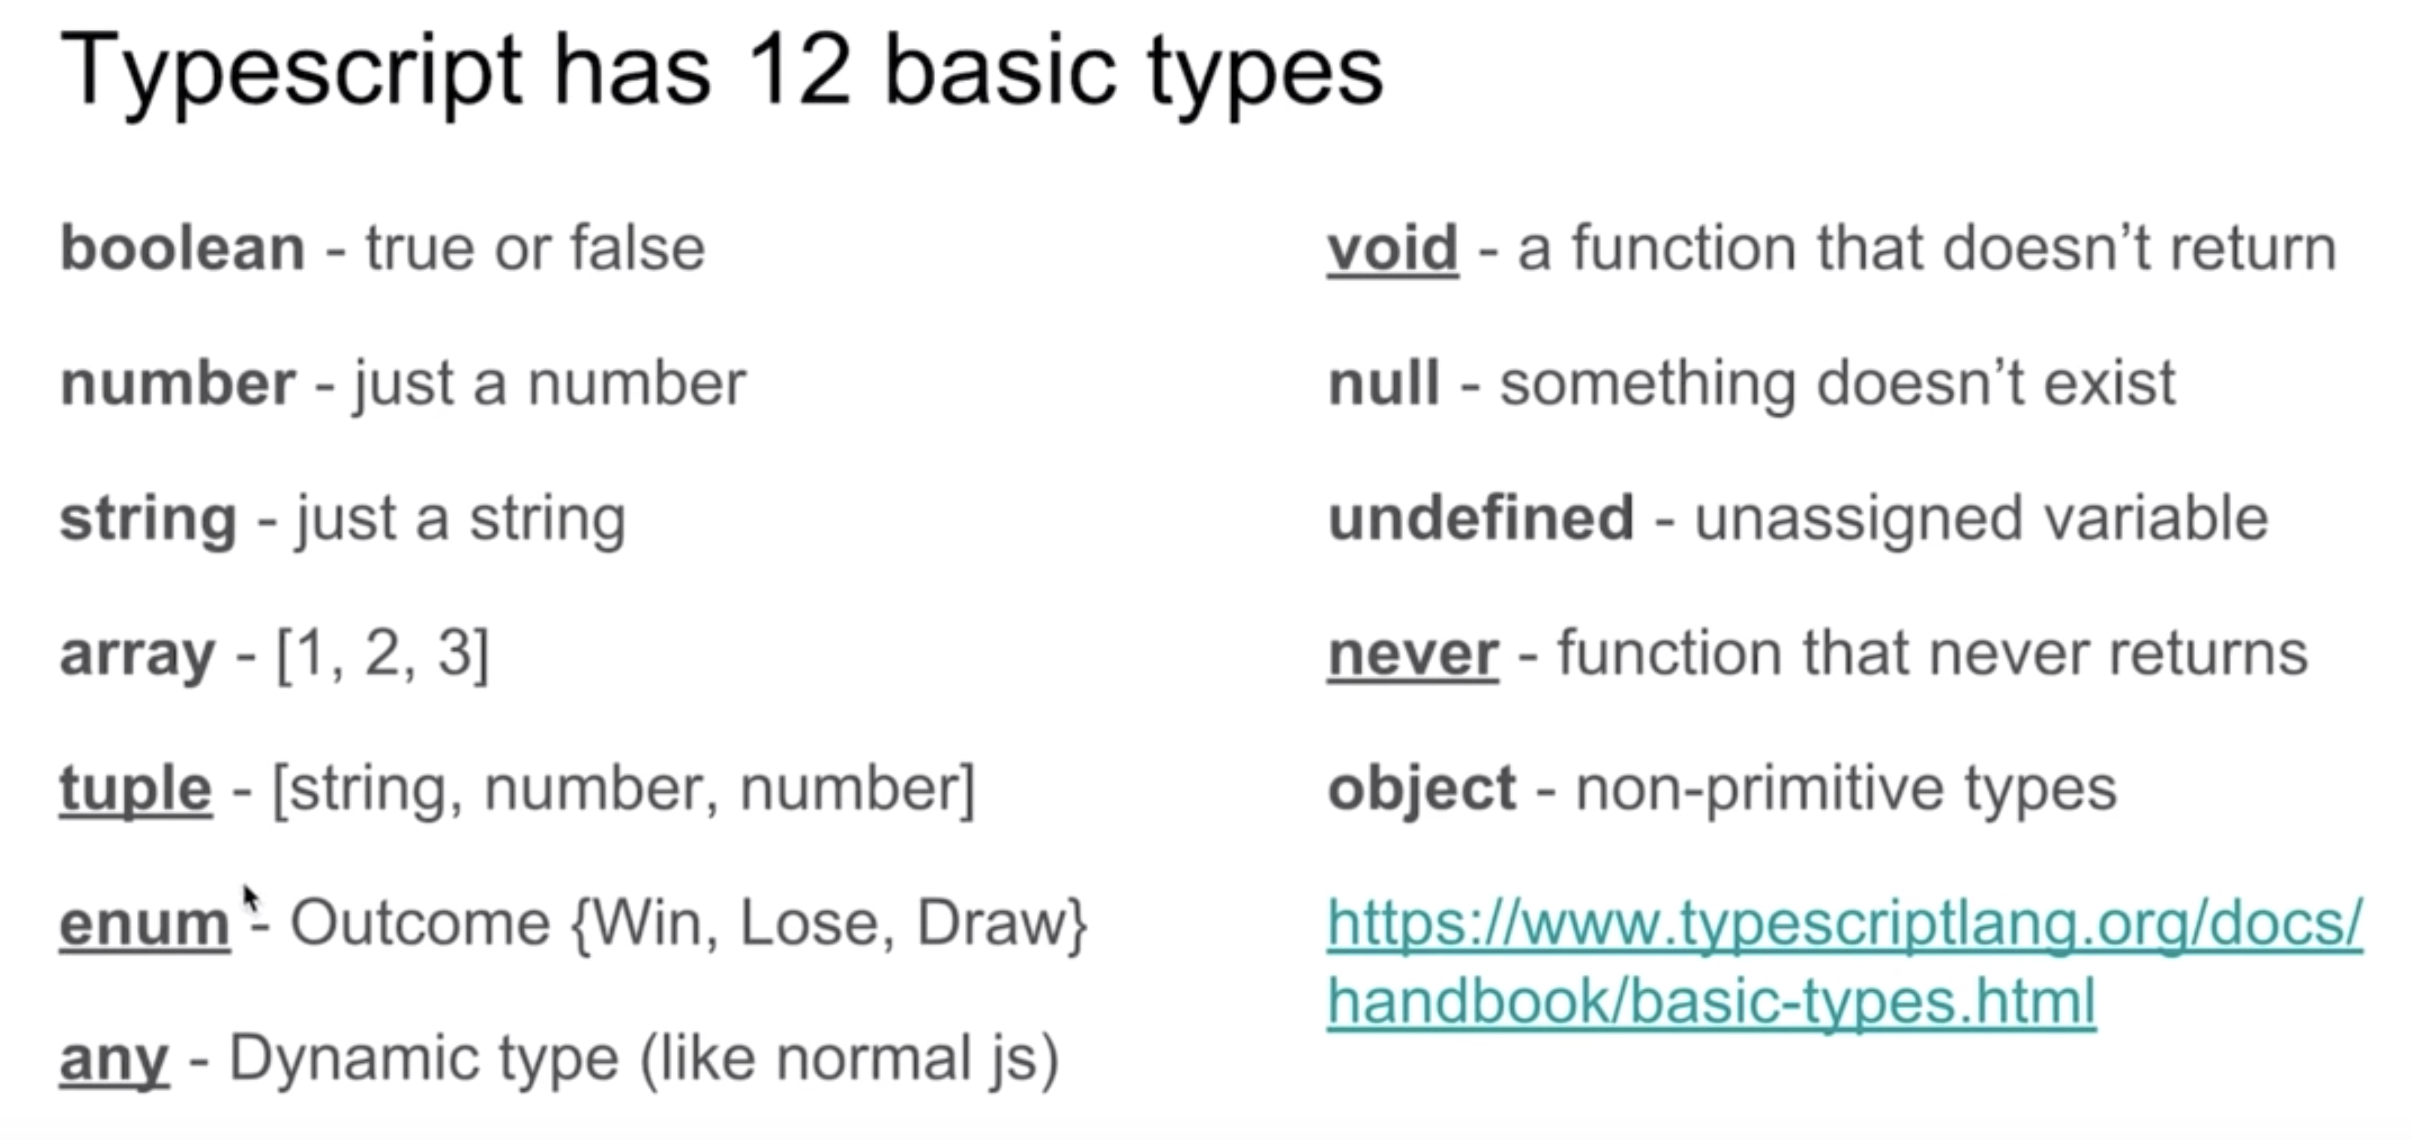 Typescript has 12 basic types
boolean - true or false
number - just a number
string - just a string
array - [1, 2, 3]
tuple - [string, number, number]
enum - Outcome {Win, Lose, Draw}
any - Dynamic type (like normal js)
void - a function that doesn’t return
null - something doesn’t exist
undefined - unassigned variable
never - function that never returns
object - non-primitive types
https://www.typescriptlang.org/docs/
handbook/basic-types.html